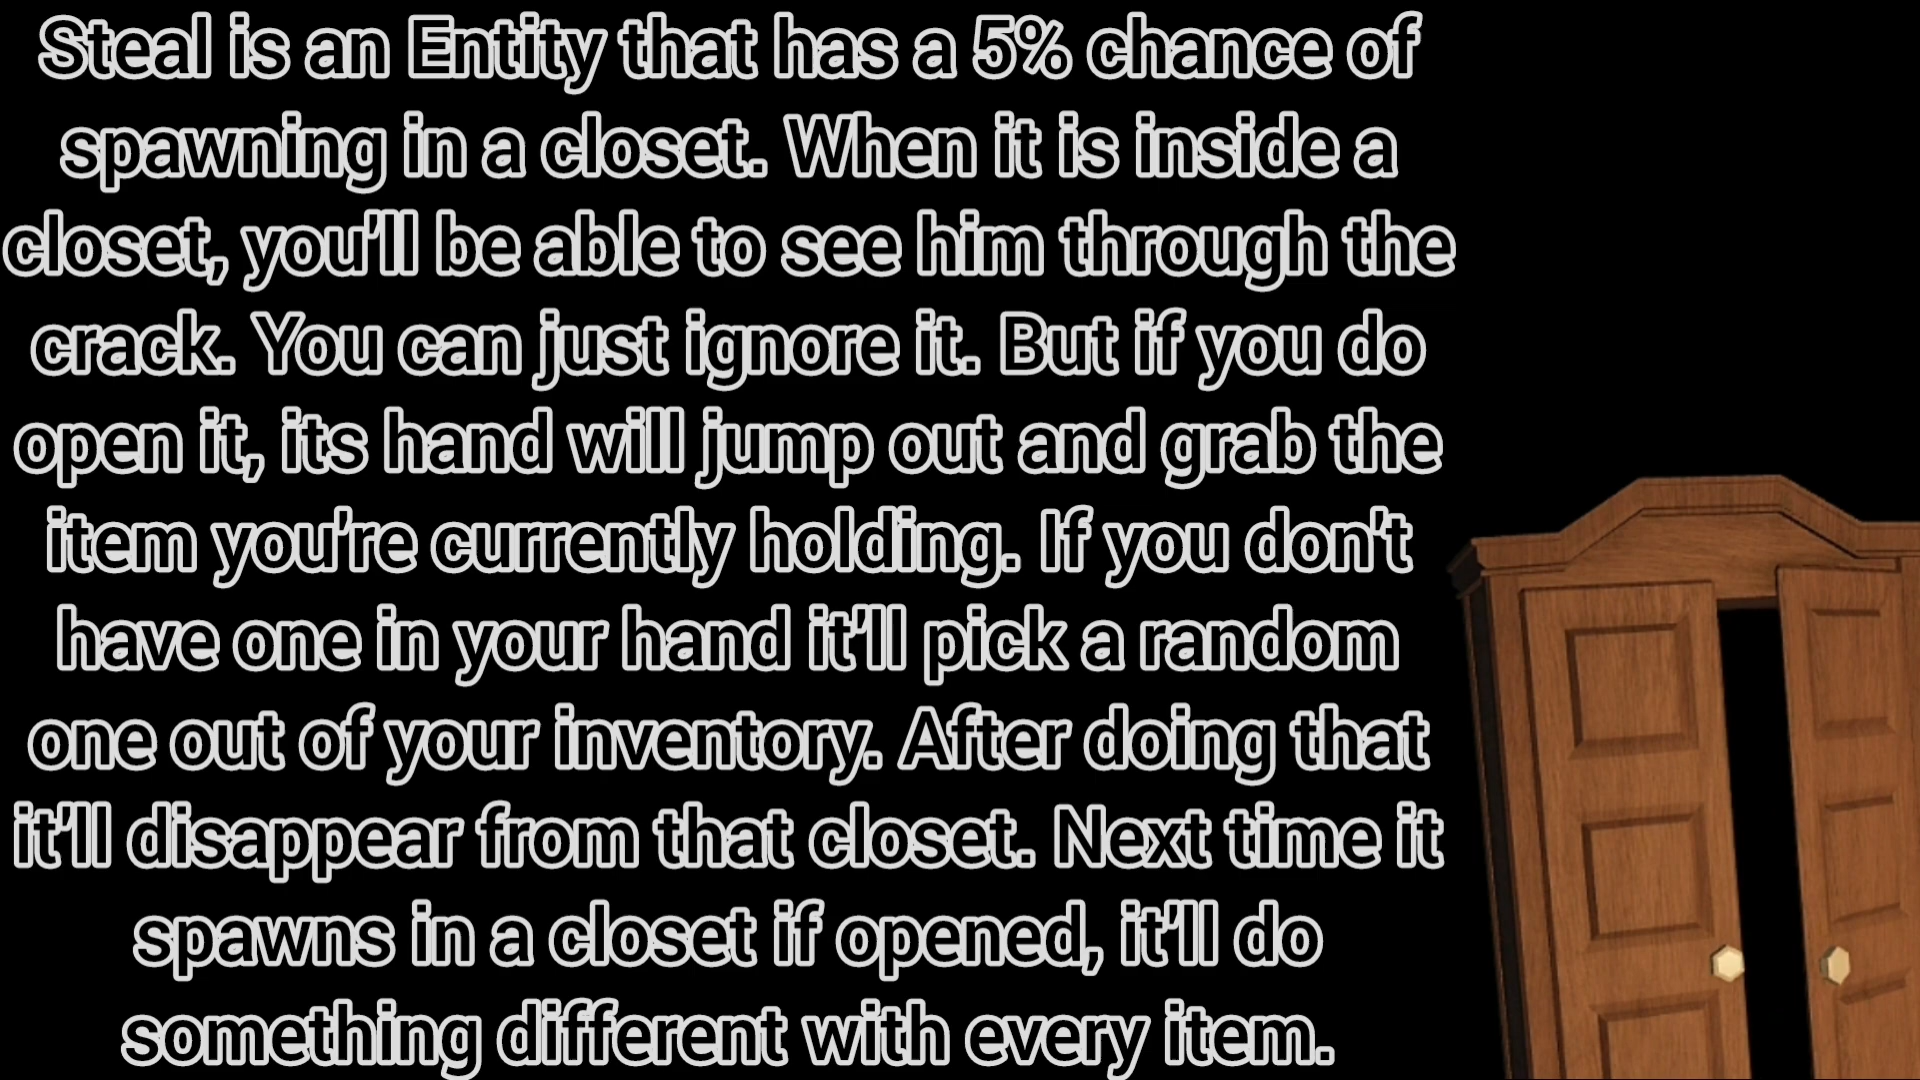 Steal is an Entity that has a 5% chance of
spawning in a closet. When it is inside a
closet, you'll be able to see him through the
crack. You can just ignore it. But if you do
open it, its hand will jump out and grab the
item you're currently holding. If you don't
have one in your hand it'll pick a random
one out of your inventory. After doing that
it'll disappear from that closet. Next time it
spawns in a closet if opened, it'll do
something different with every item.